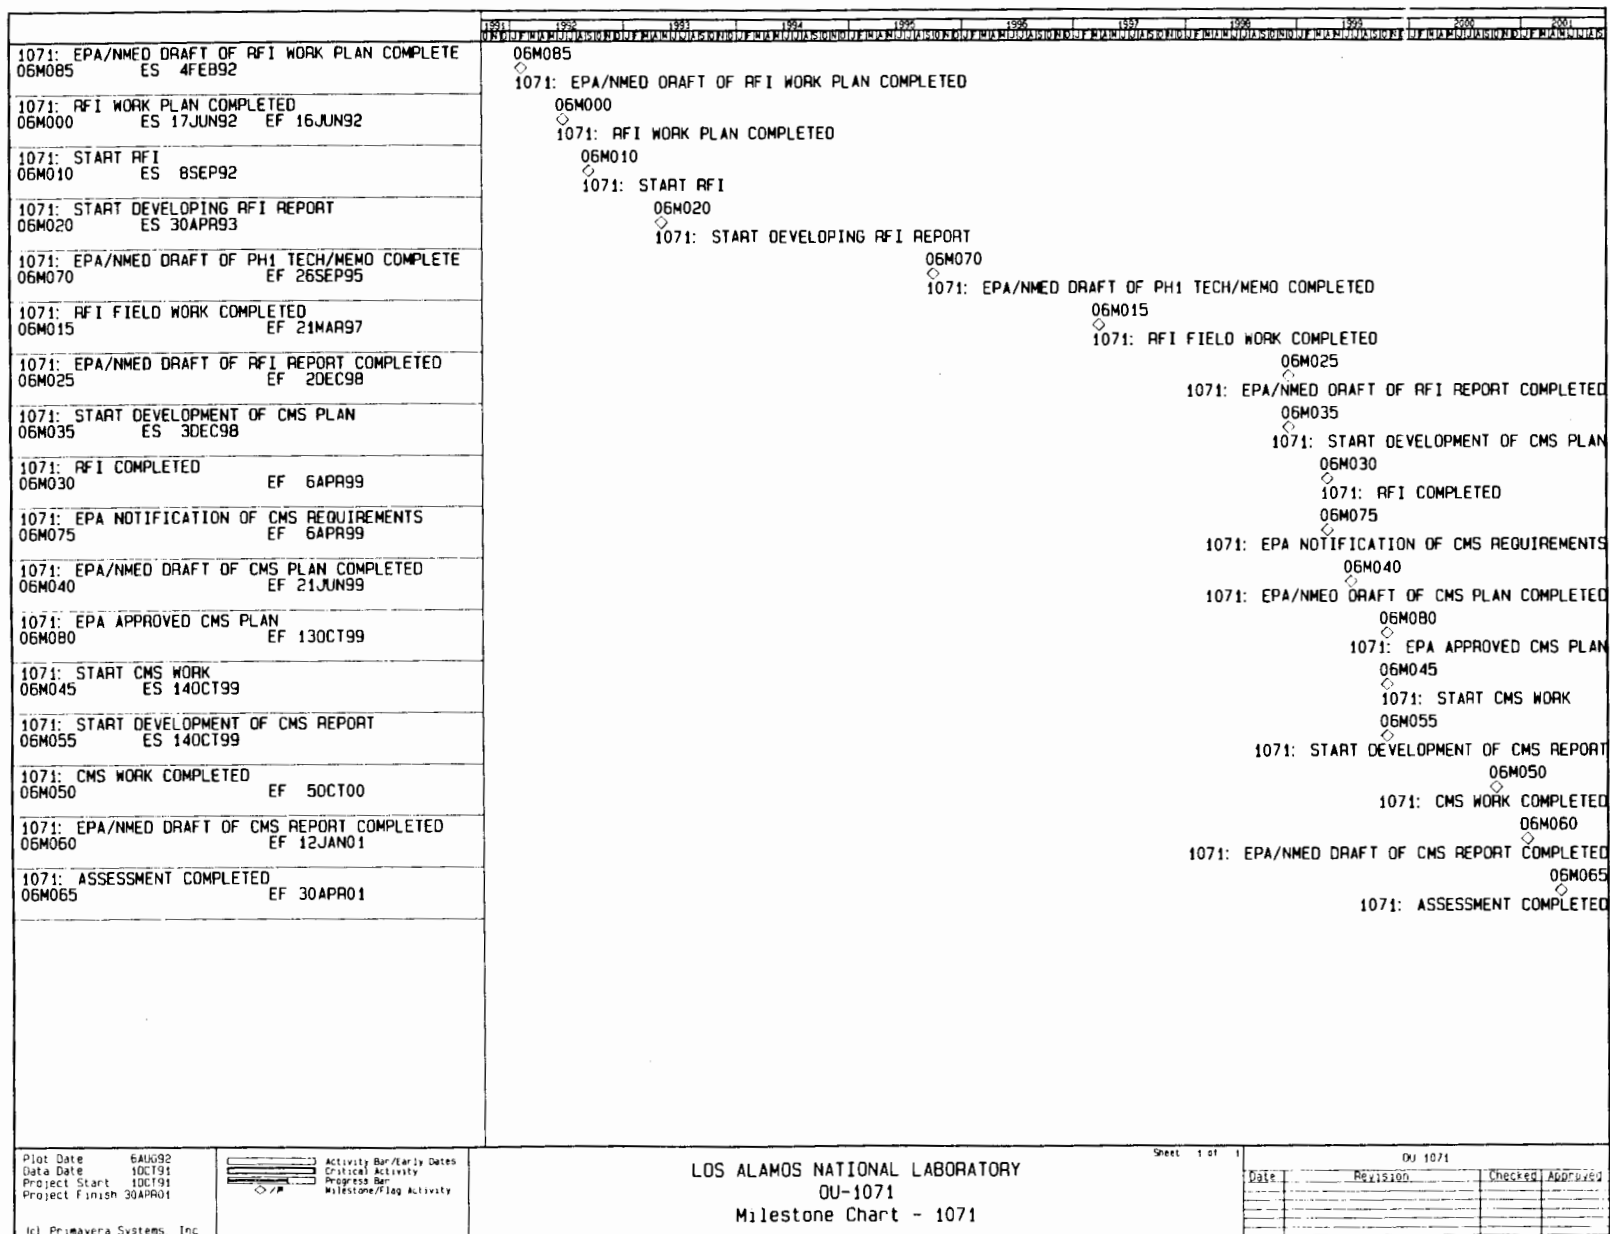 1991 1992 1993 1994 1995 1996 1997 1998 1999 2000 2001
1071: EPA/NMED DRAFT OF RFI WORK PLAN COMPLETE
06M085 ES 4FEB92
06M085
1071: EPA/NMED DRAFT OF RFI WORK PLAN COMPLETED
1071: RFI WORK PLAN COMPLETED
06M000 ES 17JUN92 EF 16JUN92
06M000
1071: RFI WORK PLAN COMPLETED
1071: START RFI
06M010 ES 8SEP92
06M010
1071: START RFI
1071: START DEVELOPING RFI REPORT
06M020 ES 30APR93
06M020
1071: START DEVELOPING RFI REPORT
1071: EPA/NMED DRAFT OF PH1 TECH/MEMO COMPLETE
06M070 EF 26SEP95
06M070
1071: EPA/NMED DRAFT OF PH1 TECH/MEMO COMPLETED
1071: RFI FIELD WORK COMPLETED
06M015 EF 21MAR97
06M015
1071: RFI FIELD WORK COMPLETED
1071: EPA/NMED DRAFT OF RFI REPORT COMPLETED
06M025 EF 2DEC98
06M025
1071: EPA/NMED DRAFT OF RFI REPORT COMPLETED
1071: START DEVELOPMENT OF CMS PLAN
06M035 ES 3DEC98
06M035
1071: START DEVELOPMENT OF CMS PLAN
1071: RFI COMPLETED
06M030 EF 6APR99
06M030
1071: RFI COMPLETED
1071: EPA NOTIFICATION OF CMS REQUIREMENTS
06M075 EF 6APR99
06M075
1071: EPA NOTIFICATION OF CMS REQUIREMENTS
1071: EPA/NMED DRAFT OF CMS PLAN COMPLETED
06M040 EF 21JUN99
06M040
1071: EPA/NMED DRAFT OF CMS PLAN COMPLETED
1071: EPA APPROVED CMS PLAN
06M080 EF 13OCT99
06M080
1071: EPA APPROVED CMS PLAN
1071: START CMS WORK
06M045 ES 14OCT99
06M045
1071: START CMS WORK
1071: START DEVELOPMENT OF CMS REPORT
06M055 ES 14OCT99
06M055
1071: START DEVELOPMENT OF CMS REPORT
1071: CMS WORK COMPLETED
06M050 EF 5OCT00
06M050
1071: CMS WORK COMPLETED
1071: EPA/NMED DRAFT OF CMS REPORT COMPLETED
06M060 EF 12JAN01
06M060
1071: EPA/NMED DRAFT OF CMS REPORT COMPLETED
1071: ASSESSMENT COMPLETED
06M065 EF 30APR01
06M065
1071: ASSESSMENT COMPLETED
Plot Date 6AUG92
Data Date 1OCT91
Project Start 1OCT91
Project Finish 30APR01
(c) Primavera Systems Inc
Activity Bar/Early Dates
Critical Activity
Progress Bar
Milestone/Flag Activity
LOS ALAMOS NATIONAL LABORATORY
OU-1071
Milestone Chart - 1071
Sheet 1 of 1
OU 1071
Date Revision Checked Approved